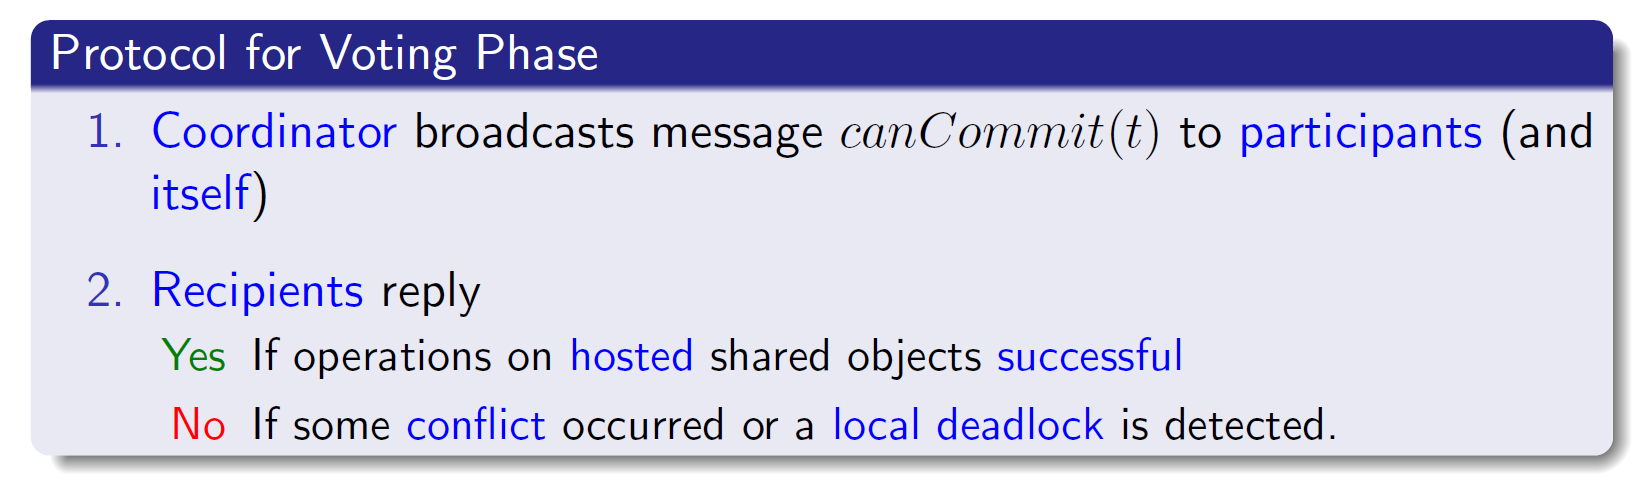 Protocol for Voting Phase
1. Coordinator broadcasts message canCommit(t) to participants (and
itself)
2. Recipients reply
Yes If operations on hosted shared objects successful
No If some conflict occurred or a local deadlock is detected.